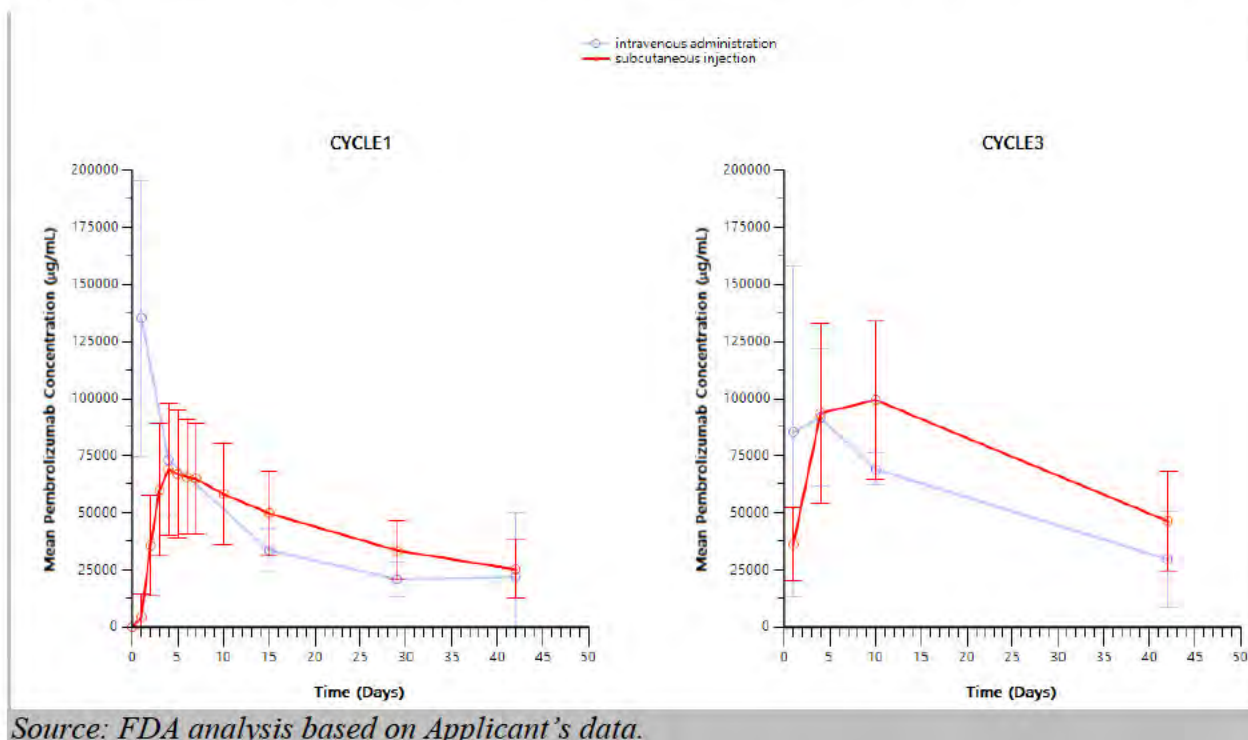 intravenous administration
subcutaneous injection
CYCLE1
200000
175000
150000
125000
100000
75000
50000
25000
0
Mean Pembrolizumab Concentration (µg/mL)
0 5 10 15 20 25 30 35 40 45 50
Time (Days)
CYCLE3
200000
175000
150000
125000
100000
75000
50000
25000
0
Mean Pembrolizumab Concentration (µg/mL)
0 5 10 15 20 25 30 35 40 45 50
Time (Days)
Source: FDA analysis based on Applicant's data.